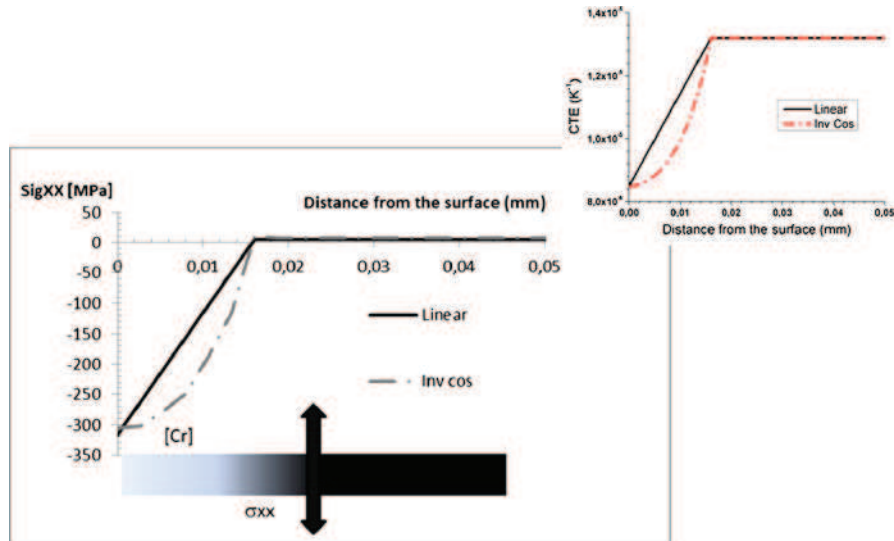 1,4x10⁻⁵
1,2x10⁻⁵
1,0x10⁻⁵
8,0x10⁻⁶
CTE (K⁻¹)
Linear
Inv Cos
0,00 0,01 0,02 0,03 0,04 0,05
Distance from the surface (mm)
SigXX [MPa]
Distance from the surface (mm)
50
0
-50
-100
-150
-200
-250
-300
-350
0 0,01 0,02 0,03 0,04 0,05
Linear
Inv cos
[Cr]
σxx